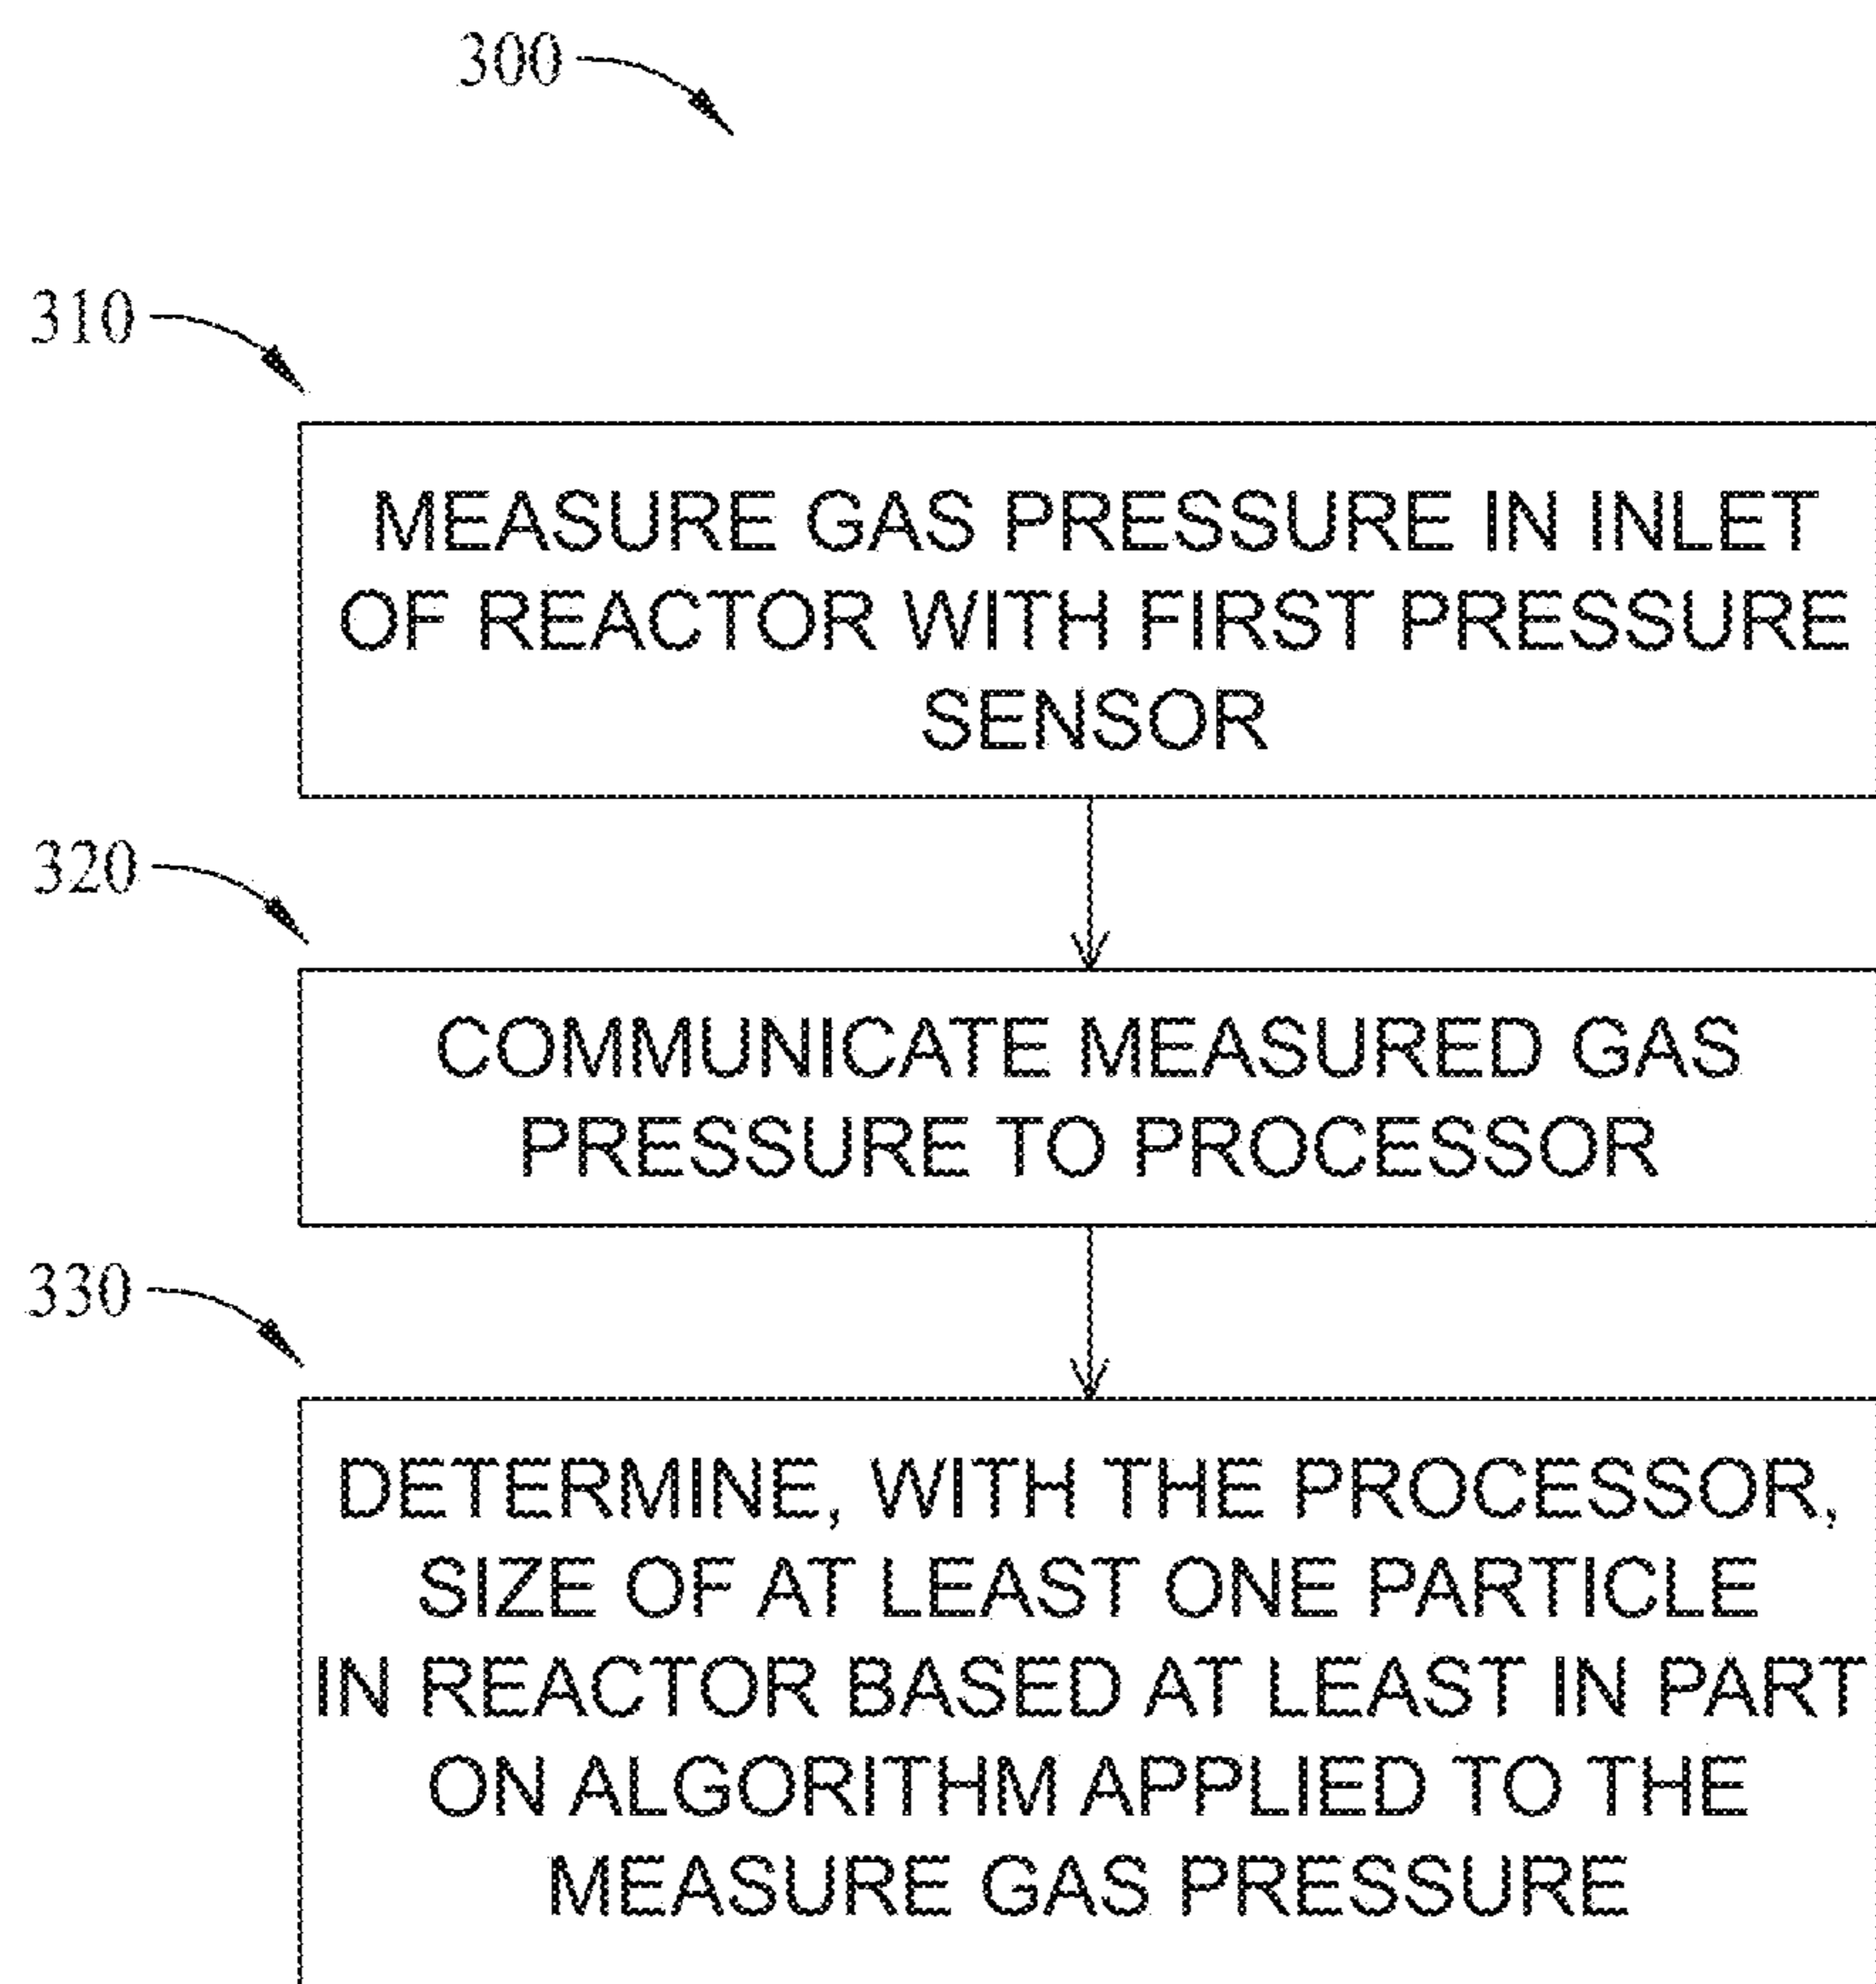 300
310
MEASURE GAS PRESSURE IN INLET
OF REACTOR WITH FIRST PRESSURE
SENSOR
320
COMMUNICATE MEASURED GAS
PRESSURE TO PROCESSOR
330
DETERMINE, WITH THE PROCESSOR,
SIZE OF AT LEAST ONE PARTICLE
IN REACTOR BASED AT LEAST IN PART
ON ALGORITHM APPLIED TO THE
MEASURE GAS PRESSURE